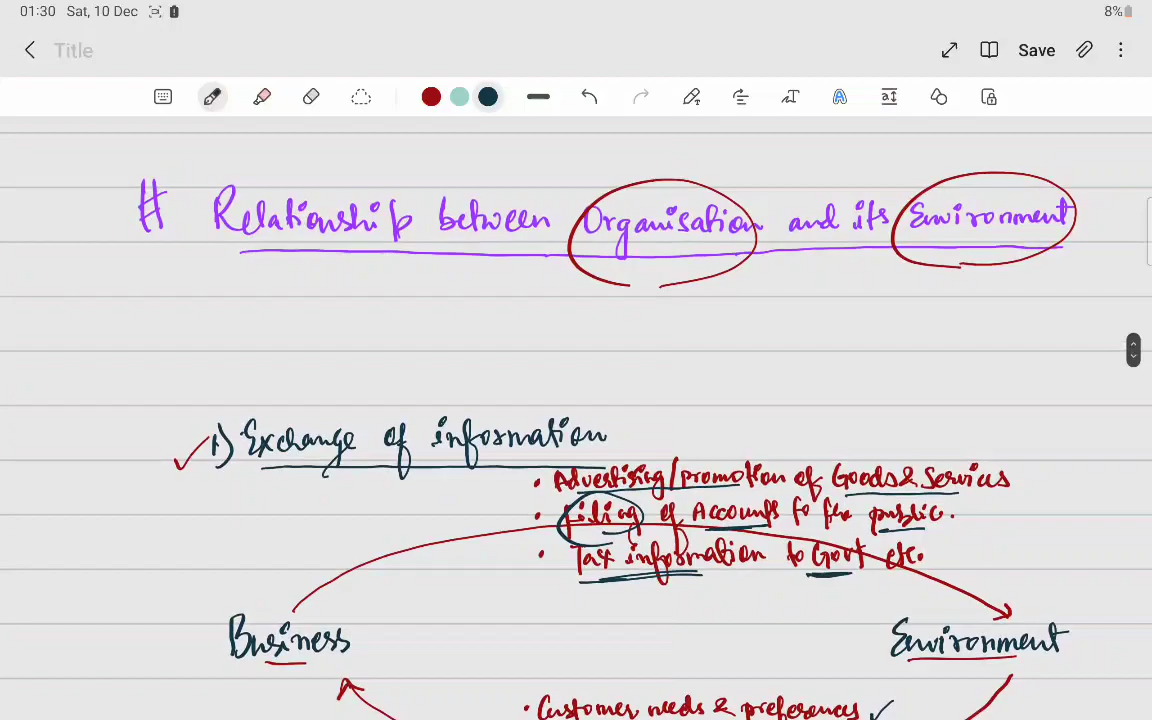 01:30 Sat, 10 Dec 8%
Title Save
# Relationship between Organisation and its Environment
1) Exchange of information
• Advertising/promotion of Goods & Services
• Filing of Accounts to the public.
• Tax information to Govt etc.
Business Environment
• Customer needs & preferences